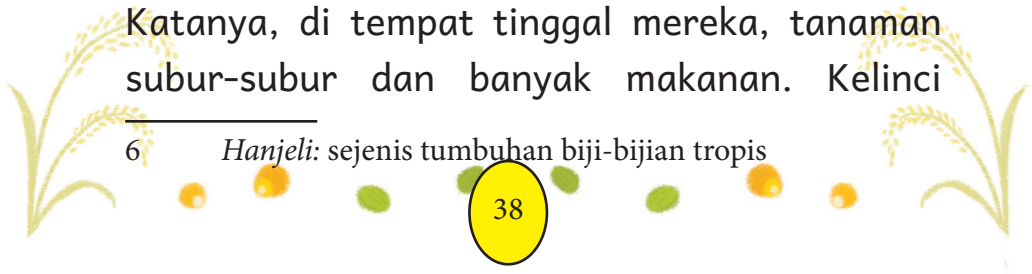 Katanya, di tempat tinggal mereka, tanaman
subur-subur dan banyak makanan. Kelinci
6 Hanjeli: sejenis tumbuhan biji-bijian tropis
38